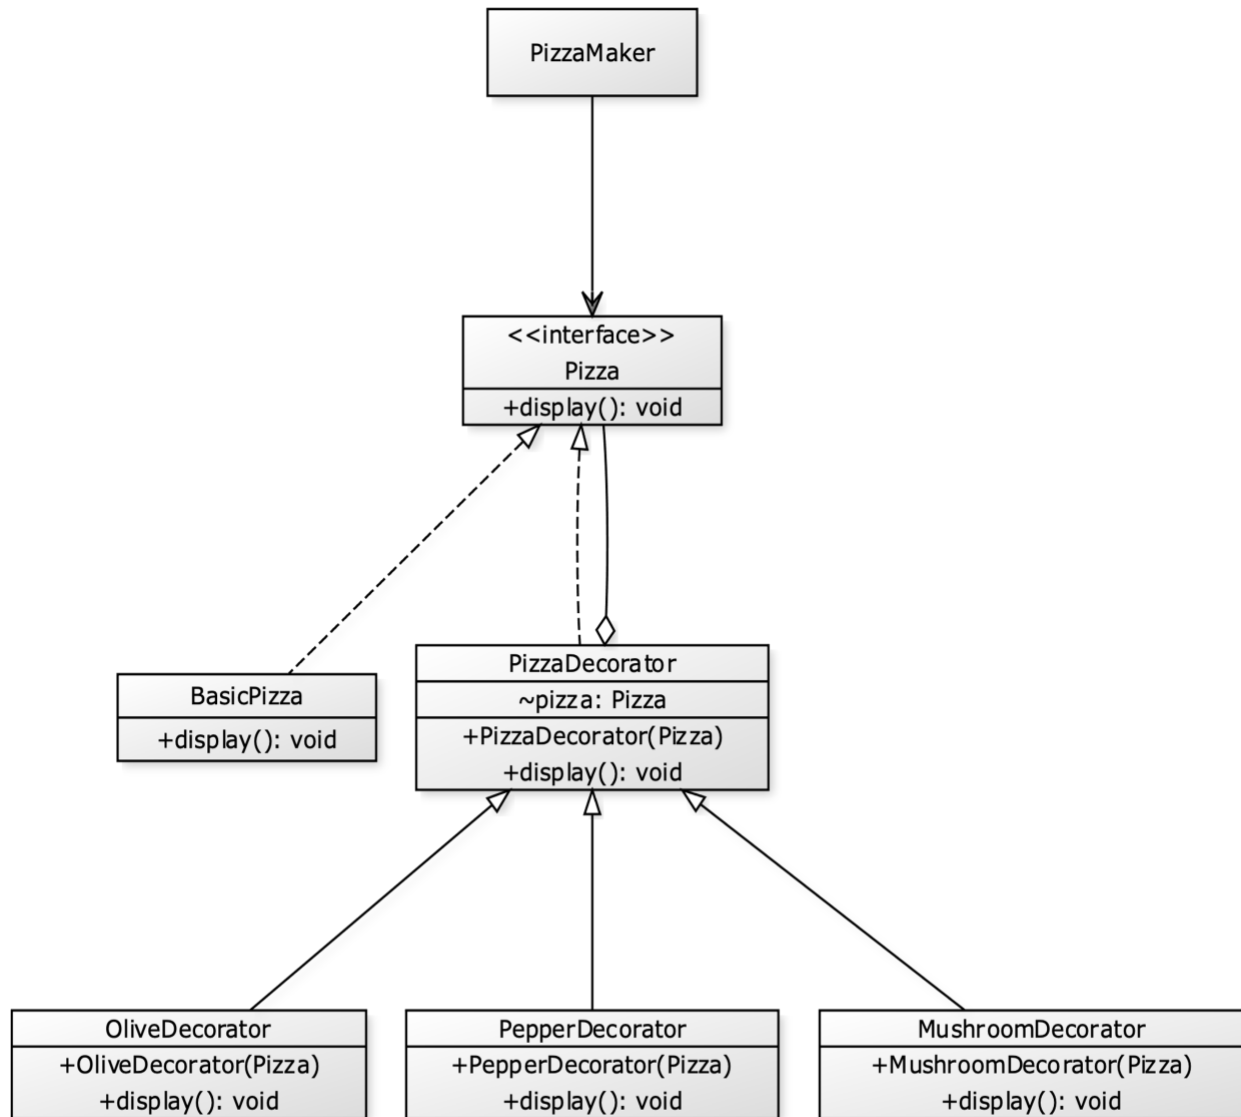 PizzaMaker
<<interface>>
Pizza
+display(): void
BasicPizza
+display(): void
PizzaDecorator
~pizza: Pizza
+PizzaDecorator(Pizza)
+display(): void
OliveDecorator
+OliveDecorator(Pizza)
+display(): void
PepperDecorator
+PepperDecorator(Pizza)
+display(): void
MushroomDecorator
+MushroomDecorator(Pizza)
+display(): void